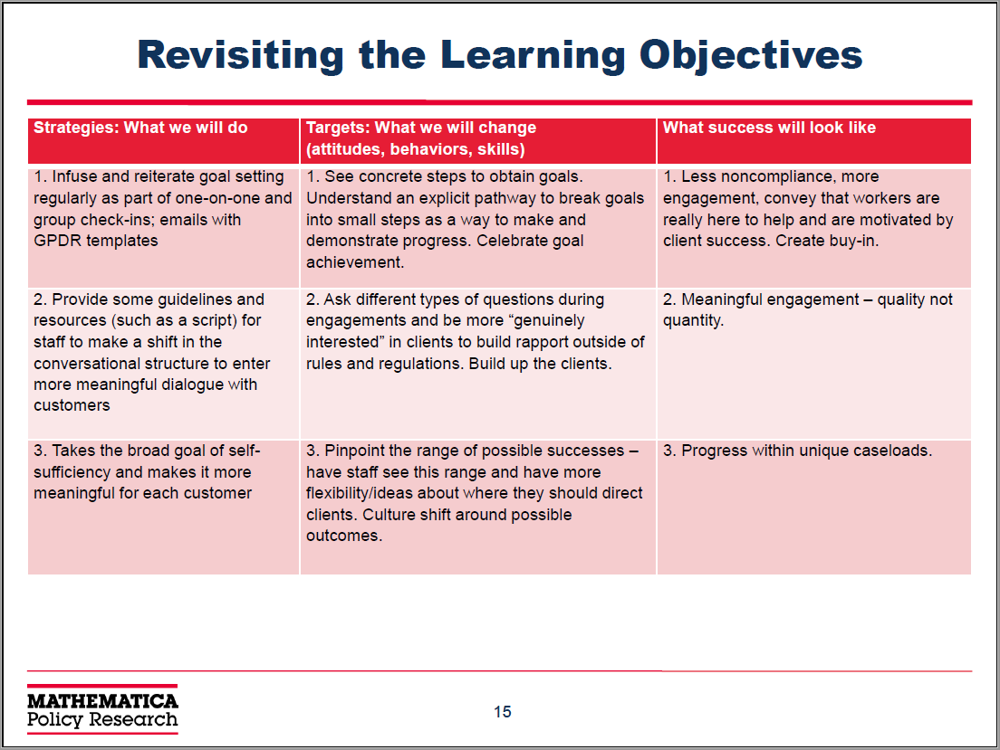 Revisiting the Learning Objectives
Strategies: What we will do
Targets: What we will change
(attitudes, behaviors, skills)
What success will look like
1. Infuse and reiterate goal setting
regularly as part of one-on-one and
group check-ins; emails with
GPDR templates
1. See concrete steps to obtain goals.
Understand an explicit pathway to break goals
into small steps as a way to make and
demonstrate progress. Celebrate goal
achievement.
1. Less noncompliance, more
engagement, convey that workers are
really here to help and are motivated by
client success. Create buy-in.
2. Provide some guidelines and
resources (such as a script) for
staff to make a shift in the
conversational structure to enter
more meaningful dialogue with
customers
2. Ask different types of questions during
engagements and be more “genuinely
interested” in clients to build rapport outside of
rules and regulations. Build up the clients.
2. Meaningful engagement – quality not
quantity.
3. Takes the broad goal of self-
sufficiency and makes it more
meaningful for each customer
3. Pinpoint the range of possible successes –
have staff see this range and have more
flexibility/ideas about where they should direct
clients. Culture shift around possible
outcomes.
3. Progress within unique caseloads.
MATHEMATICA
Policy Research
15